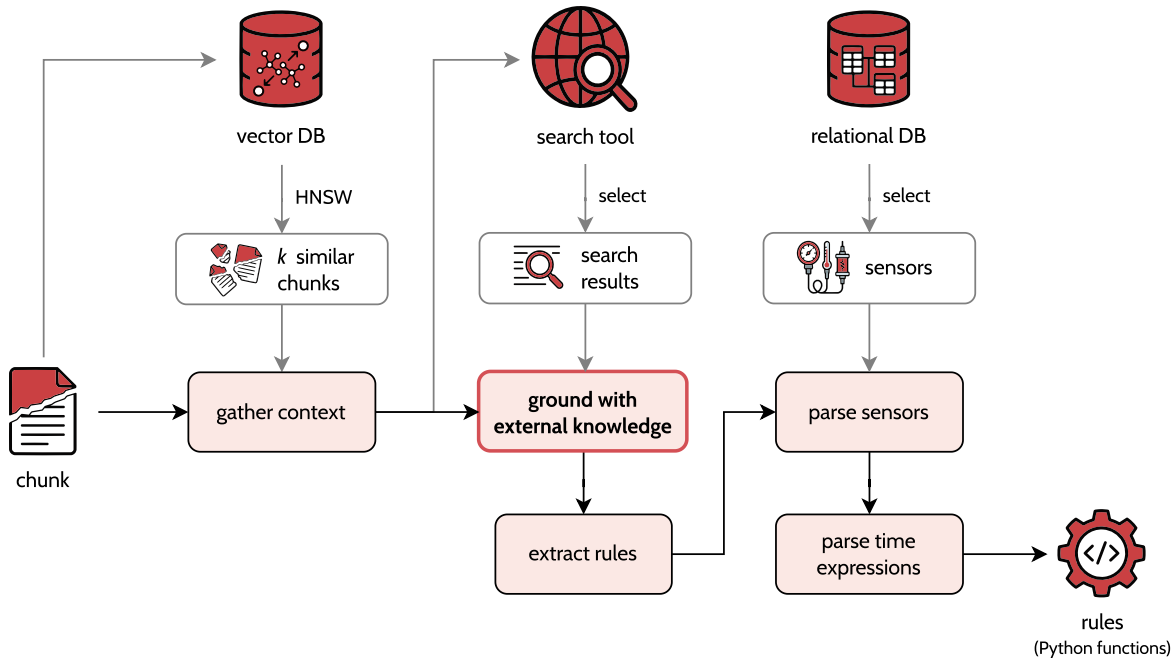 vector DB
search tool
relational DB
HNSW
select
select
k similar
chunks
search
results
sensors
gather context
ground with
external knowledge
parse sensors
chunk
extract rules
parse time
expressions
</>
rules
(Python functions)